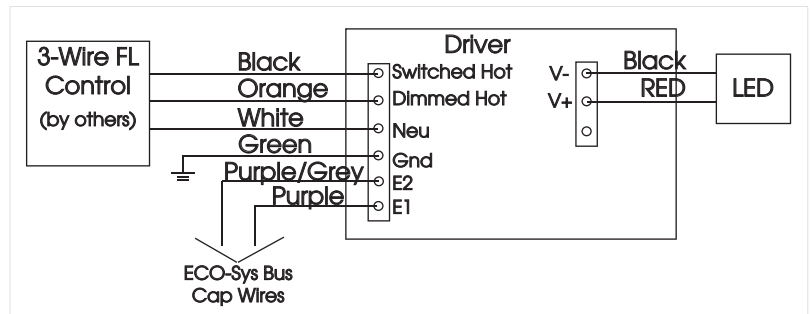 3-Wire FL
Control
(by others)
Black
Orange
White
Green
Purple/Grey
Purple
ECO-Sys Bus
Cap Wires
Driver
Switched Hot
Dimmed Hot
Neu
Gnd
E2
E1
V-
V+
Black
RED
LED